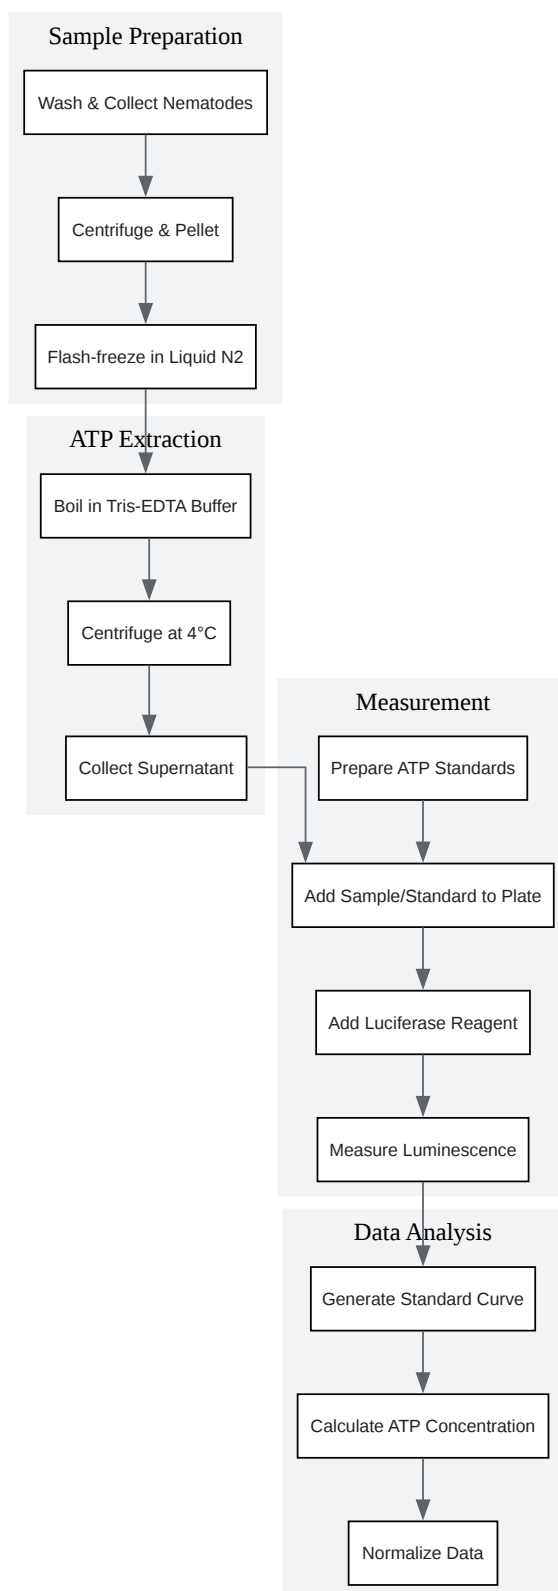 Sample Preparation
Wash & Collect Nematodes
Centrifuge & Pellet
Flash-freeze in Liquid N2
ATP Extraction
Boil in Tris-EDTA Buffer
Centrifuge at 4°C
Collect Supernatant
Measurement
Prepare ATP Standards
Add Sample/Standard to Plate
Add Luciferase Reagent
Measure Luminescence
Data Analysis
Generate Standard Curve
Calculate ATP Concentration
Normalize Data